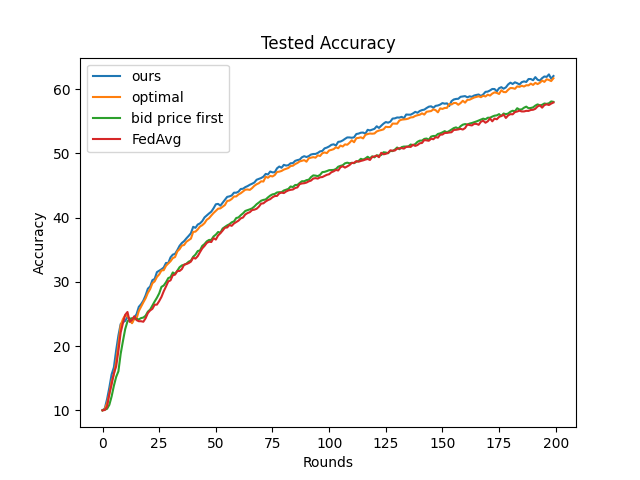 Tested Accuracy
ours
optimal
bid price first
FedAvg
Accuracy
60
50
40
30
20
10
0 25 50 75 100 125 150 175 200
Rounds